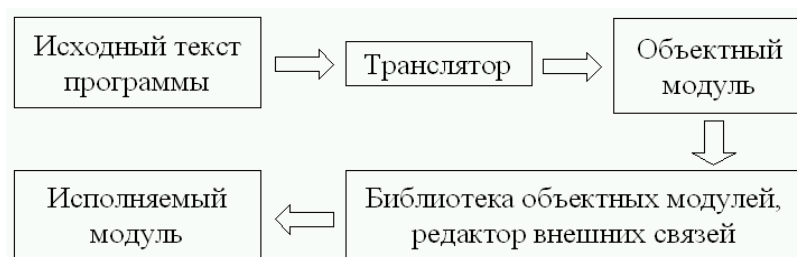 Исходный текст
программы
Транслятор
Объектный
модуль
Библиотека объектных модулей,
редактор внешних связей
Исполняемый
модуль